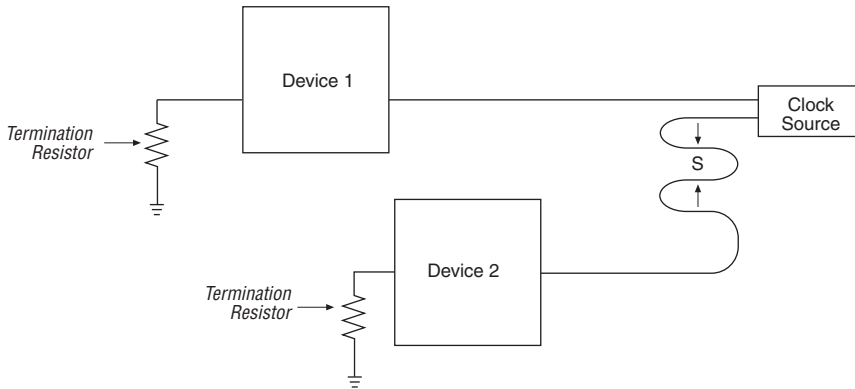 Device 1
Clock
Source
Termination
Resistor
S
Device 2
Termination
Resistor